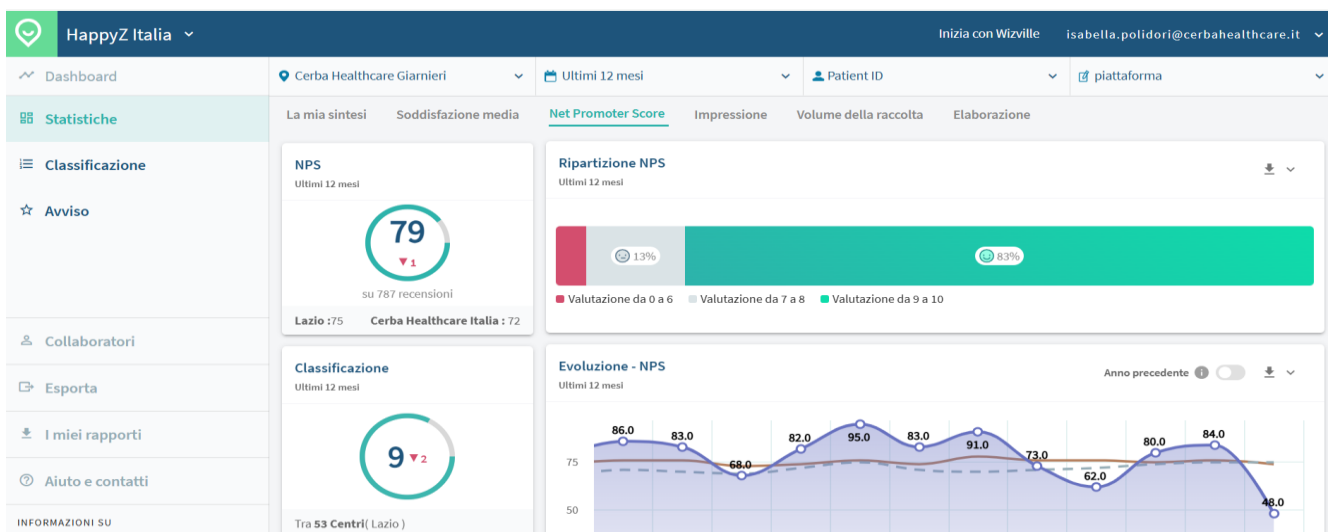 HappyZ Italia
Inizia con Wizville
isabella.polidori@cerbahealthcare.it
Dashboard
Statistiche
Classificazione
Avviso
Collaboratori
Esporta
I miei rapporti
Aiuto e contatti
INFORMAZIONI SU
Cerba Healthcare Giarnieri
Ultimi 12 mesi
Patient ID
piattaforma
La mia sintesi
Soddisfazione media
Net Promoter Score
Impressione
Volume della raccolta
Elaborazione
NPS
Ultimi 12 mesi
79
▼ 1
su 787 recensioni
Lazio :75 Cerba Healthcare Italia : 72
Ripartizione NPS
Ultimi 12 mesi
13%
83%
Valutazione da 0 a 6 Valutazione da 7 a 8 Valutazione da 9 a 10
Classificazione
Ultimi 12 mesi
9 ▼ 2
Tra 53 Centri( Lazio )
Evoluzione - NPS
Ultimi 12 mesi
Anno precedente
75
50
86.0
83.0
68.0
82.0
95.0
83.0
91.0
73.0
62.0
80.0
84.0
48.0